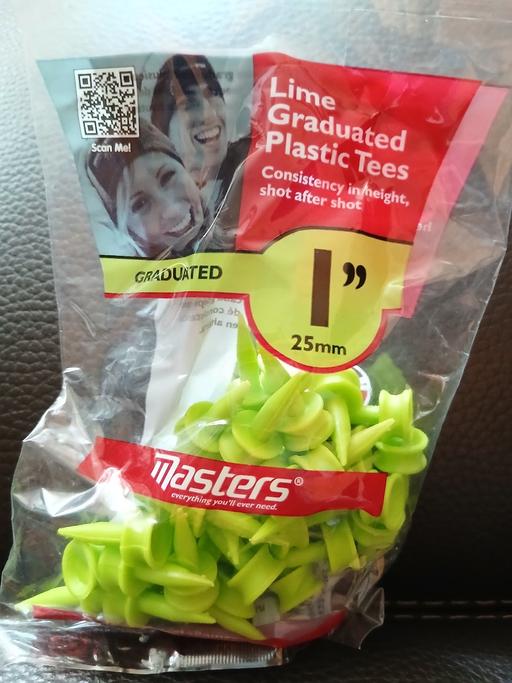 Scan Me!
Lime
Graduated
Plastic Tees
Consistency in height,
shot after shot
GRADUATED
1”
25mm
masters®
everything you'll ever need.